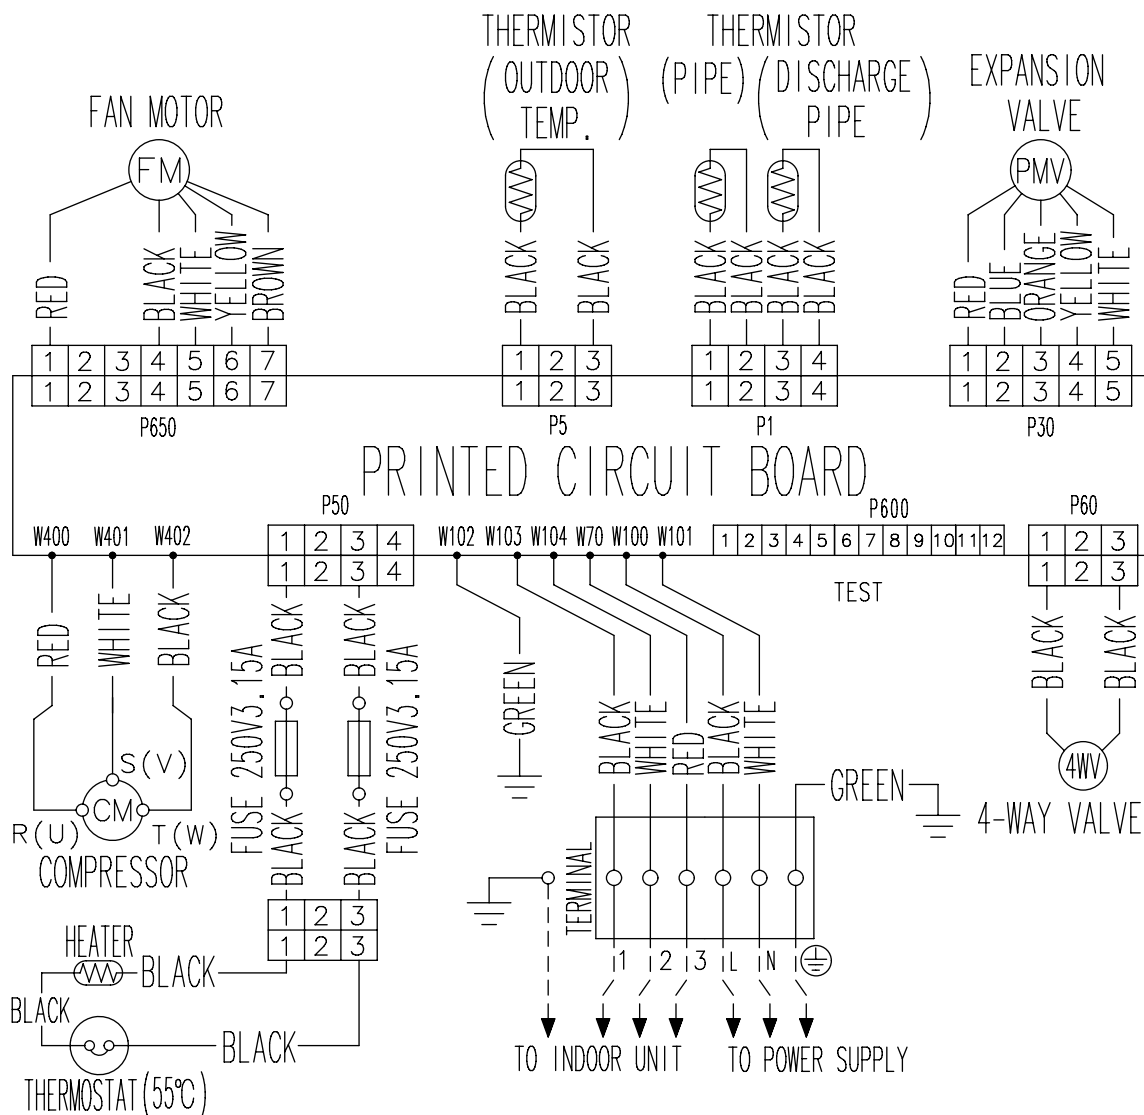 THERMISTOR
(OUTDOOR
TEMP.)
THERMISTOR
(PIPE) (DISCHARGE
PIPE)
EXPANSION
VALVE
FAN MOTOR
FM
PMV
RED
BLACK
WHITE
YELLOW
BROWN
BLACK
BLACK
BLACK
BLACK
BLACK
BLACK
RED
BLUE
ORANGE
YELLOW
WHITE
1 2 3 4 5 6 7
1 2 3 4 5 6 7
P650
1 2 3
1 2 3
P5
1 2 3 4
1 2 3 4
P1
1 2 3 4 5
1 2 3 4 5
P30
PRINTED CIRCUIT BOARD
W400 W401 W402
P50
1 2 3 4
1 2 3 4
W102 W103 W104 W70 W100 W101
P600
1 2 3 4 5 6 7 8 9 10 11 12
TEST
P60
1 2 3
1 2 3
RED
WHITE
BLACK
BLACK
BLACK
FUSE 250V3.15A
FUSE 250V3.15A
BLACK
BLACK
GREEN
BLACK
WHITE
RED
BLACK
WHITE
GREEN
BLACK
BLACK
4WV
4-WAY VALVE
S(V)
CM
R(U)
T(W)
COMPRESSOR
TERMINAL
1 2 3 L N
1 2 3
1 2 3
HEATER
BLACK
BLACK
BLACK
THERMOSTAT(55℃)
TO INDOOR UNIT
TO POWER SUPPLY